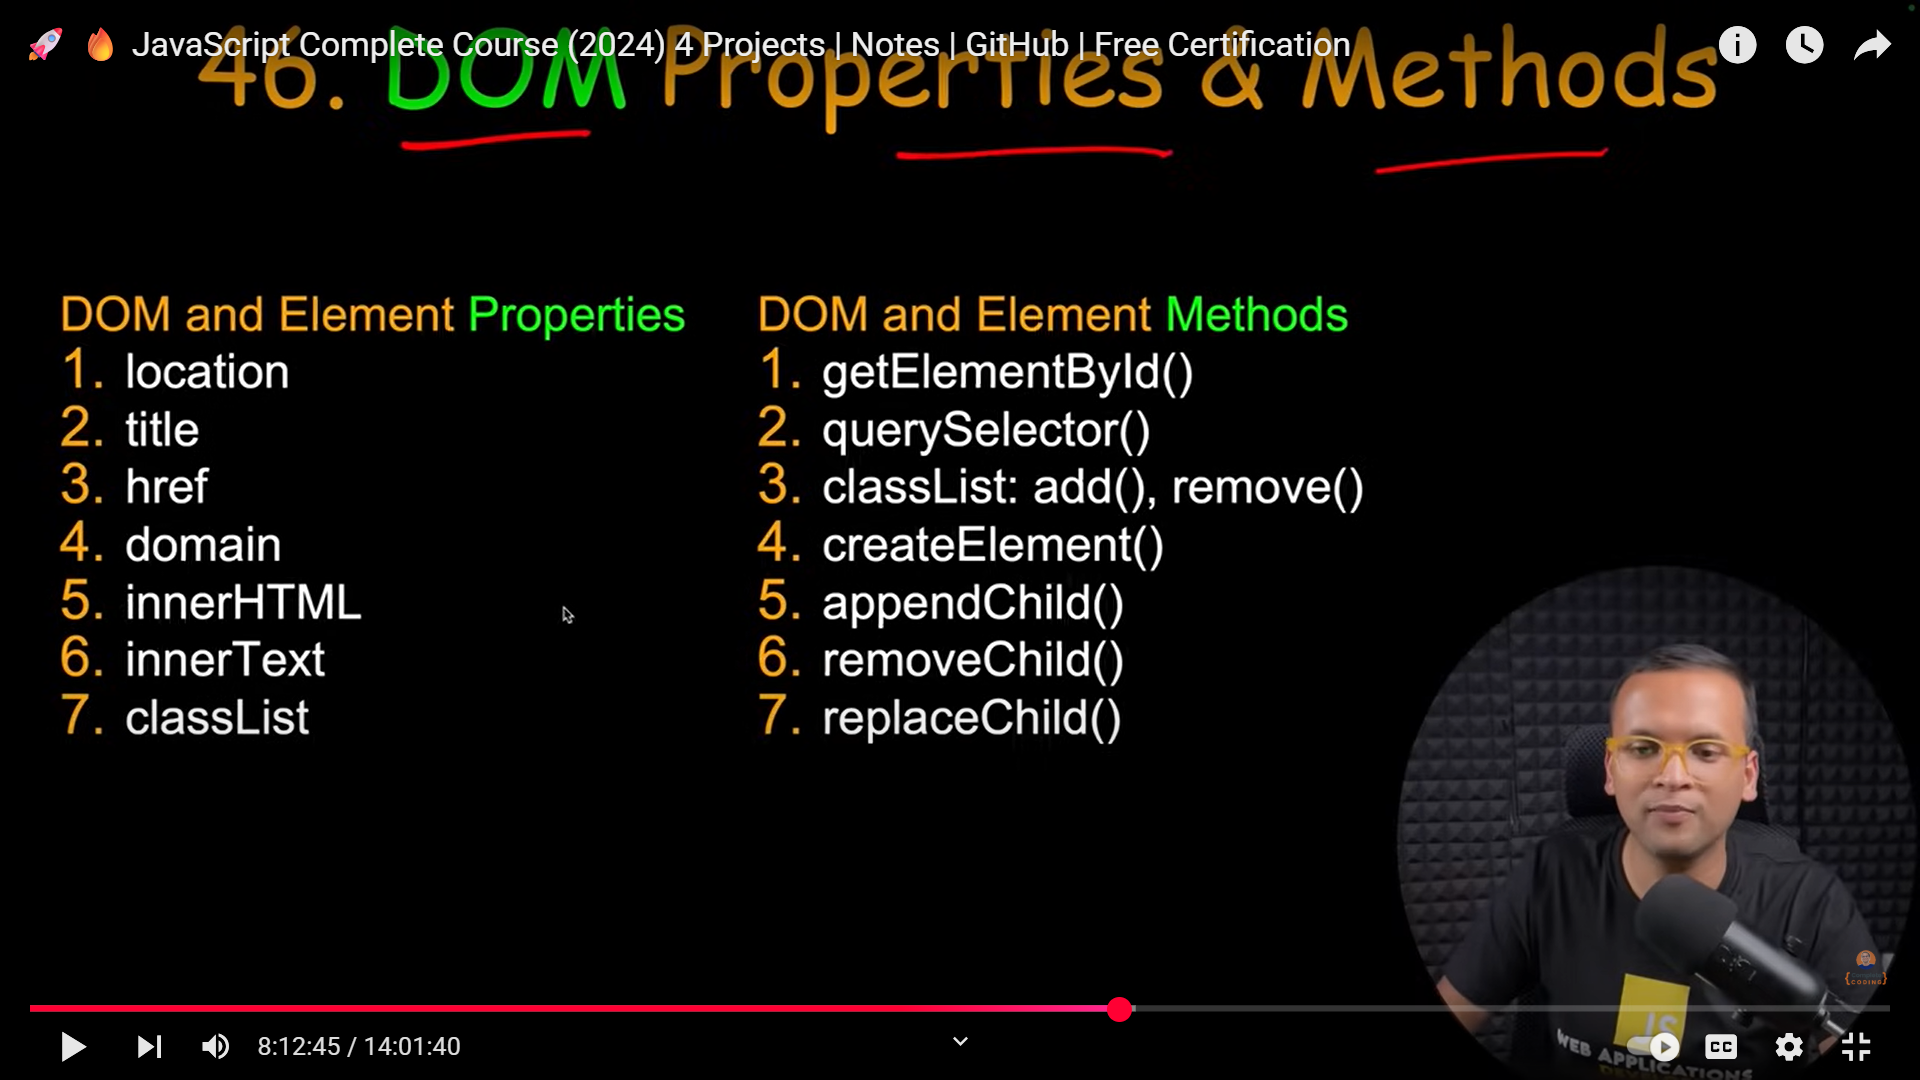 🚀 🔥 JavaScript Complete Course (2024) 4 Projects | Notes | GitHub | Free Certification
46. DOM Properties & Methods
DOM and Element Properties
1. location
2. title
3. href
4. domain
5. innerHTML
6. innerText
7. classList
DOM and Element Methods
1. getElementById()
2. querySelector()
3. classList: add(), remove()
4. createElement()
5. appendChild()
6. removeChild()
7. replaceChild()
CODING
JS
WEB APPLICATIONS
8:12:45 / 14:01:40
CC